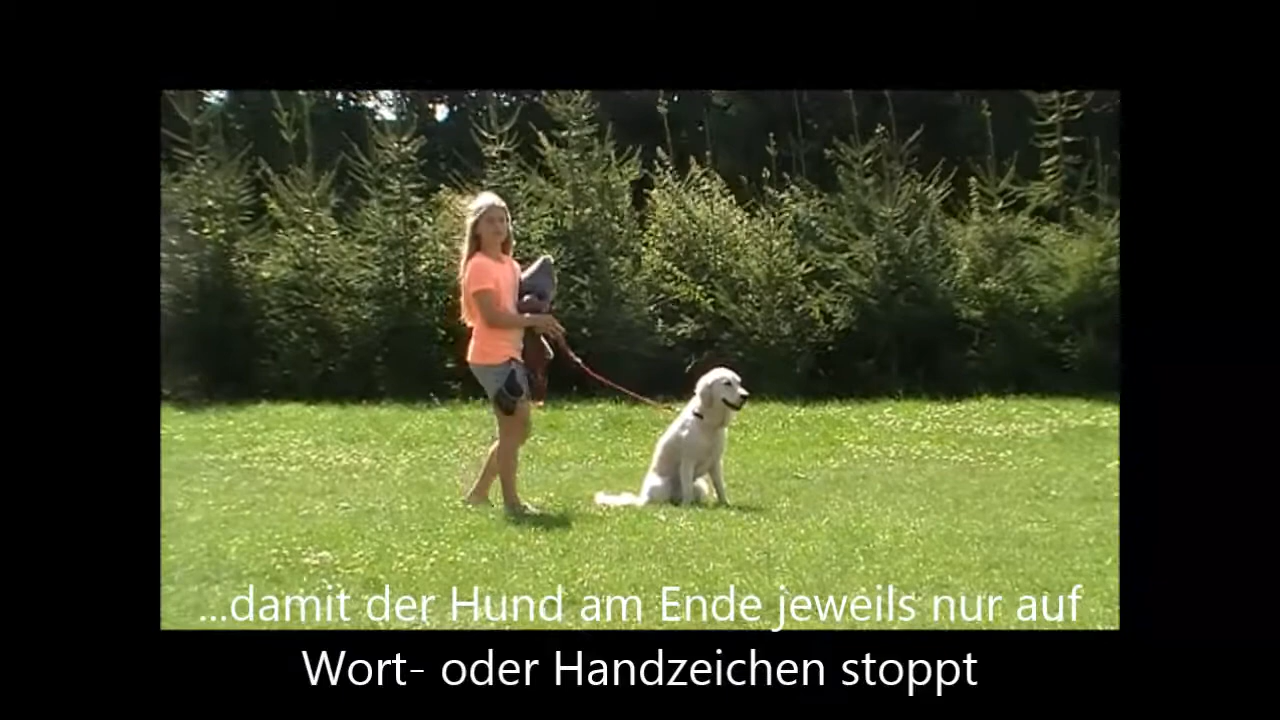 ...damit der Hund am Ende jeweils nur auf
Wort- oder Handzeichen stoppt